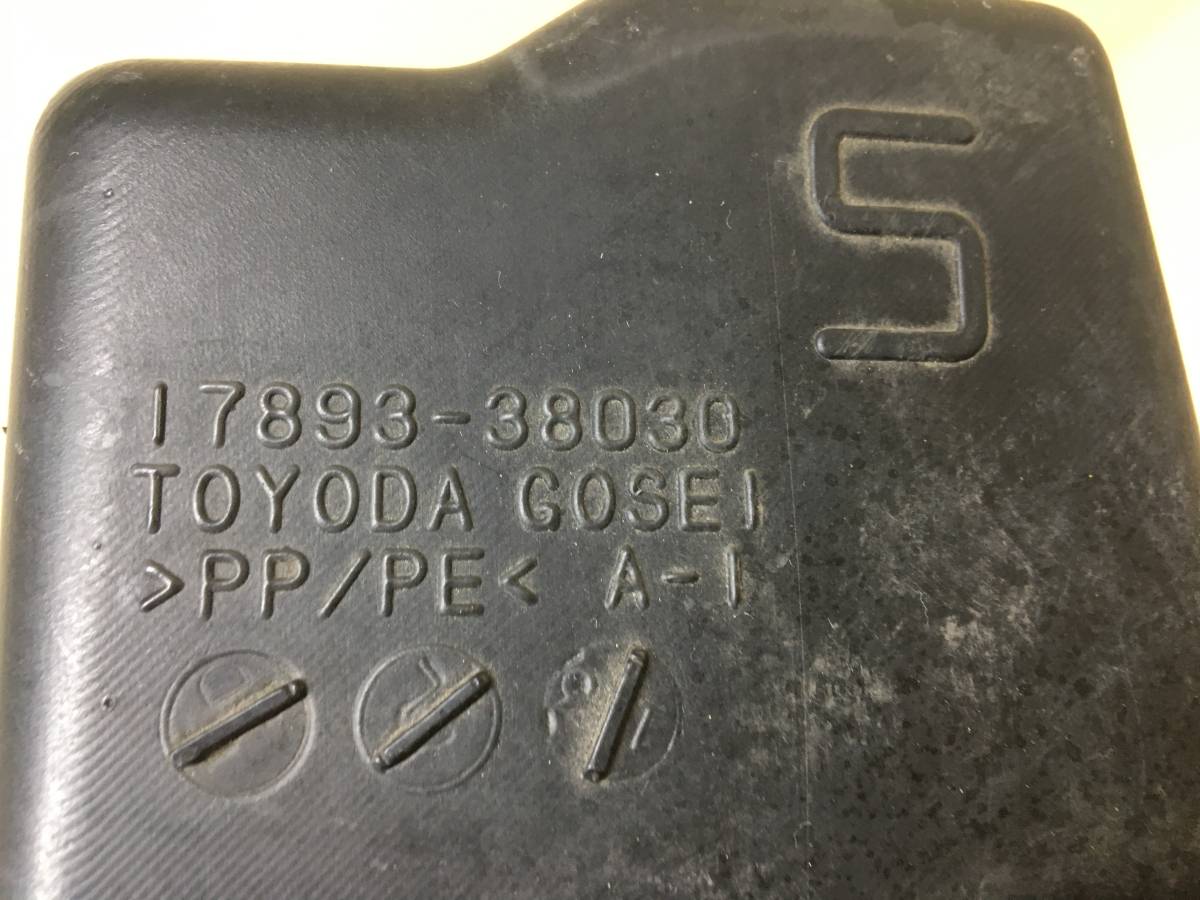 S
17893-38030
TOYODA GOSEI
>PP/PE< A-1